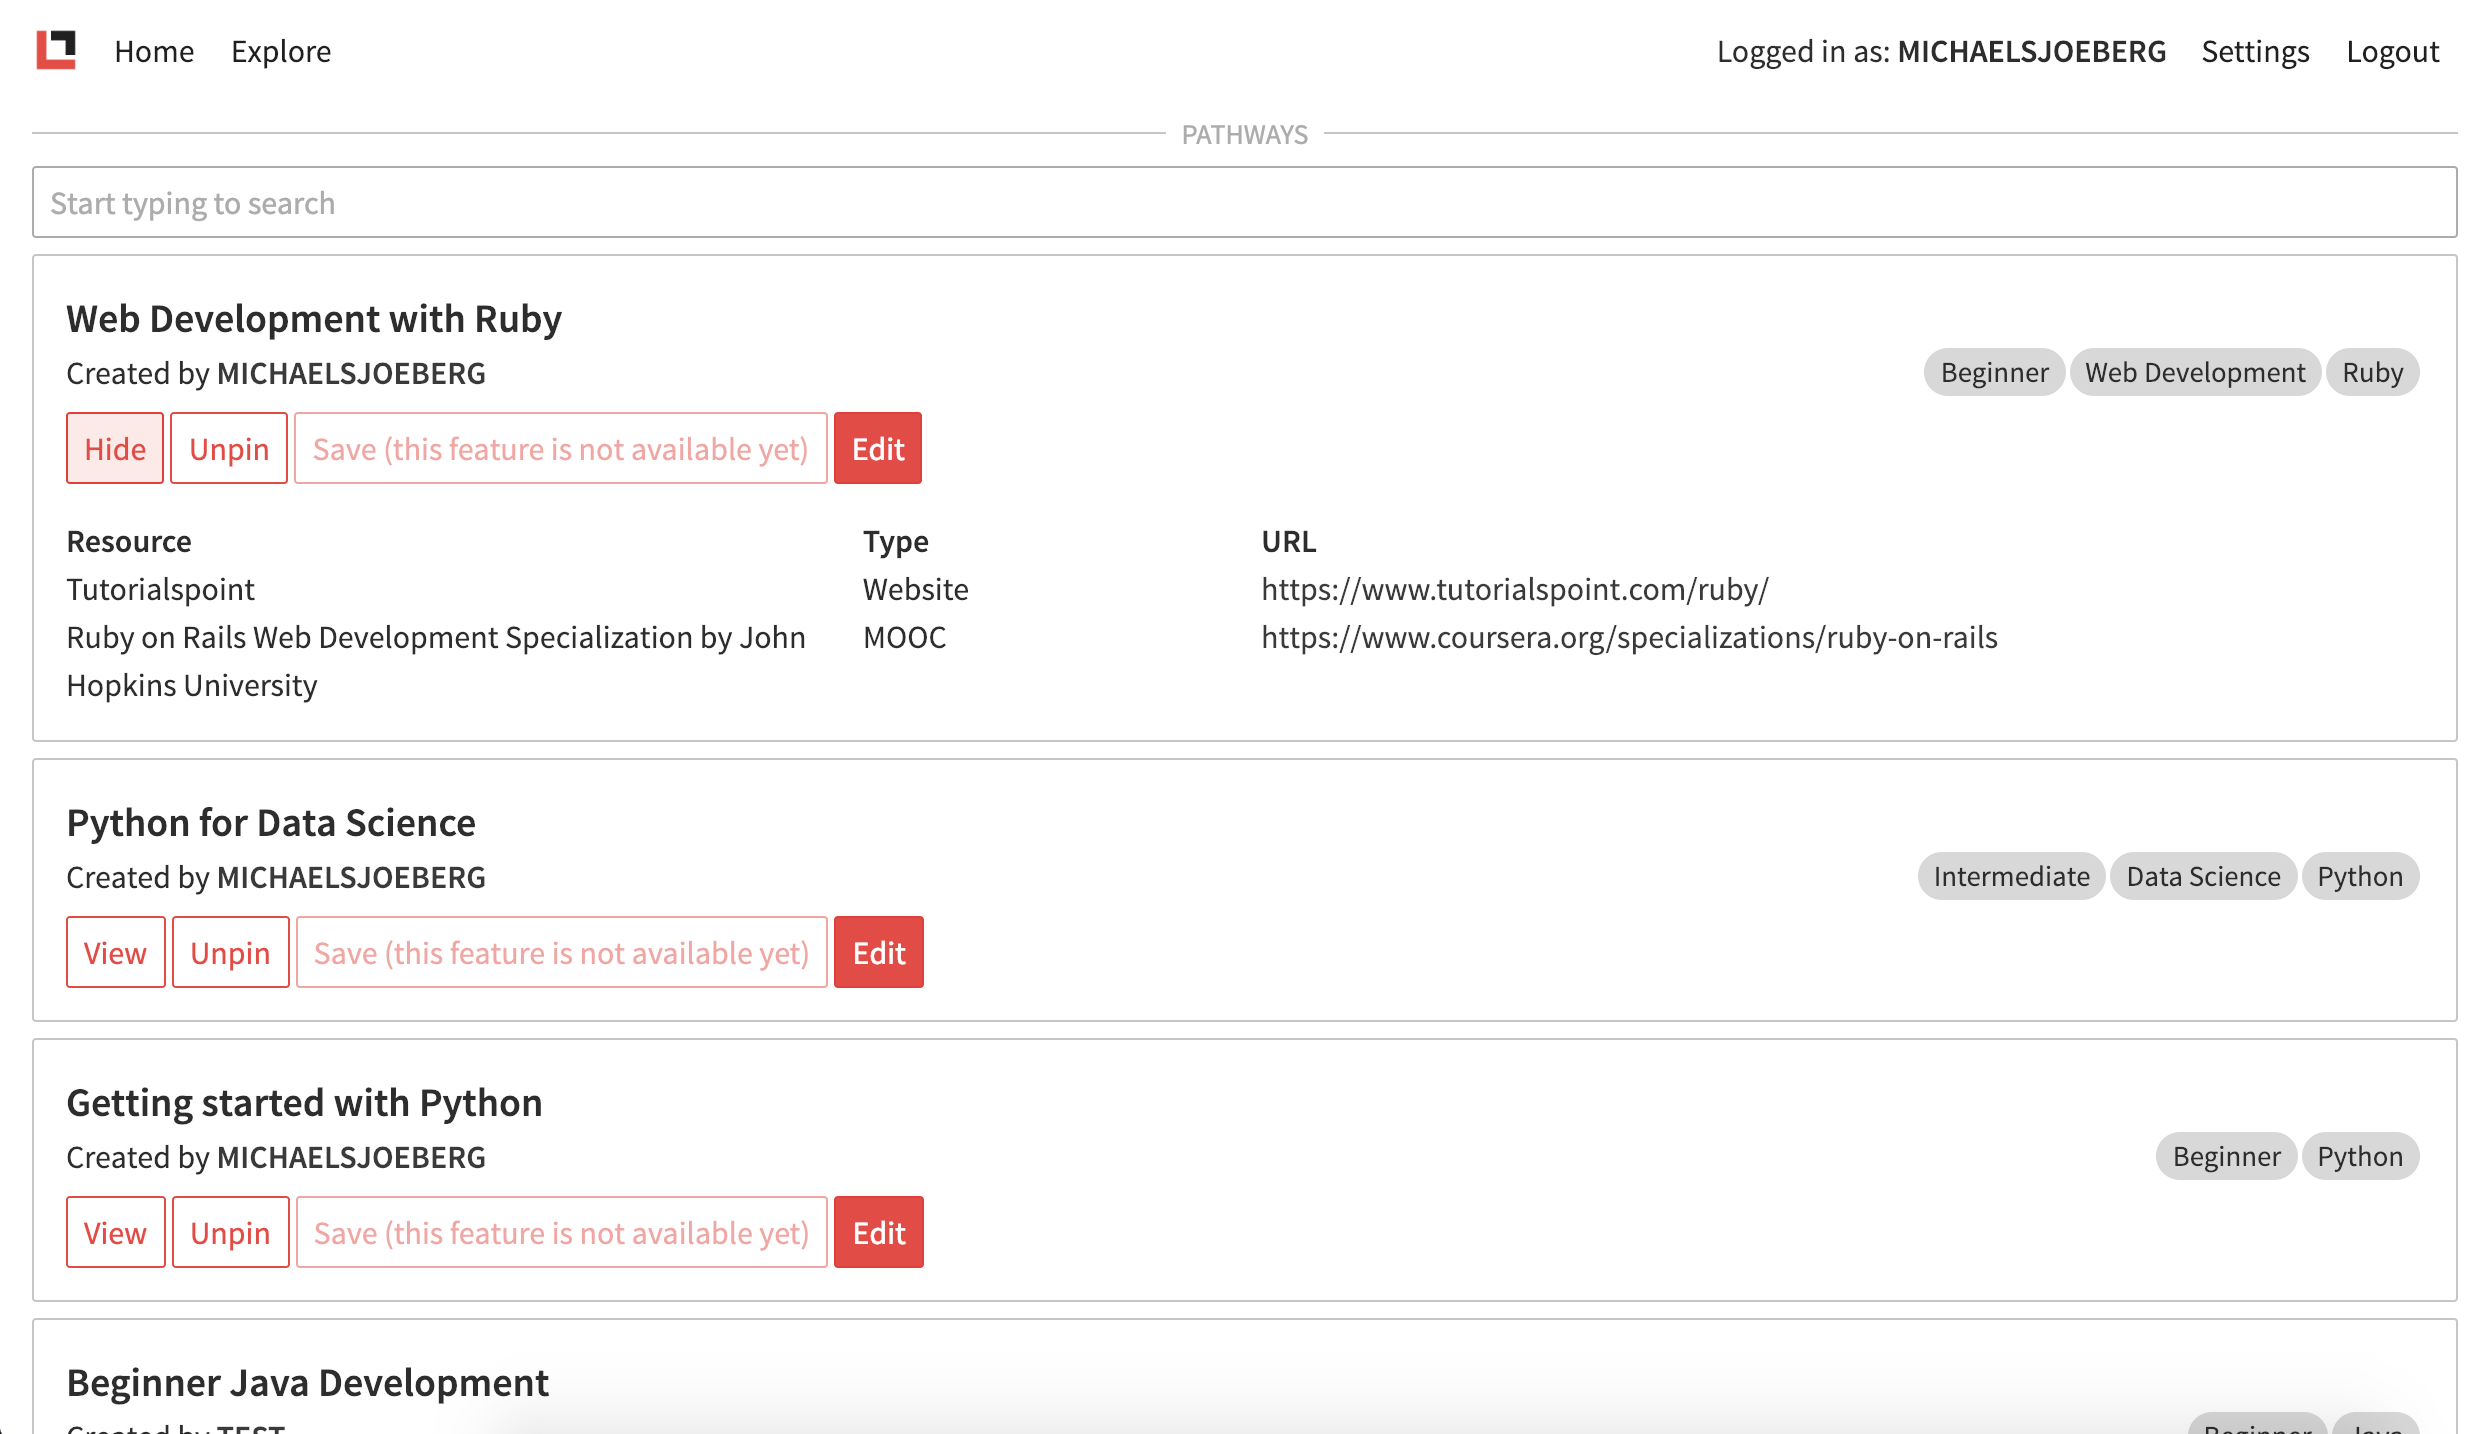 Home Explore Logged in as: MICHAELSJOEBERG Settings Logout
PATHWAYS
Start typing to search
Web Development with Ruby
Created by MICHAELSJOEBERG
Beginner Web Development Ruby
Hide Unpin Save (this feature is not available yet) Edit
Resource Type URL
Tutorialspoint Website https://www.tutorialspoint.com/ruby/
Ruby on Rails Web Development Specialization by John MOOC https://www.coursera.org/specializations/ruby-on-rails
Hopkins University
Python for Data Science
Created by MICHAELSJOEBERG
Intermediate Data Science Python
View Unpin Save (this feature is not available yet) Edit
Getting started with Python
Created by MICHAELSJOEBERG
Beginner Python
View Unpin Save (this feature is not available yet) Edit
Beginner Java Development
Created by TEST
Beginner Java